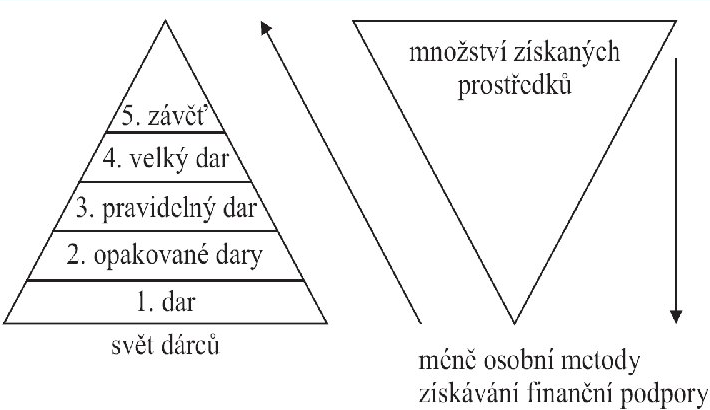 5. závěť
4. velký dar
3. pravidelný dar
2. opakované dary
1. dar
svět dárců
množství získaných
prostředků
méně osobní metody
získávání finanční podpory